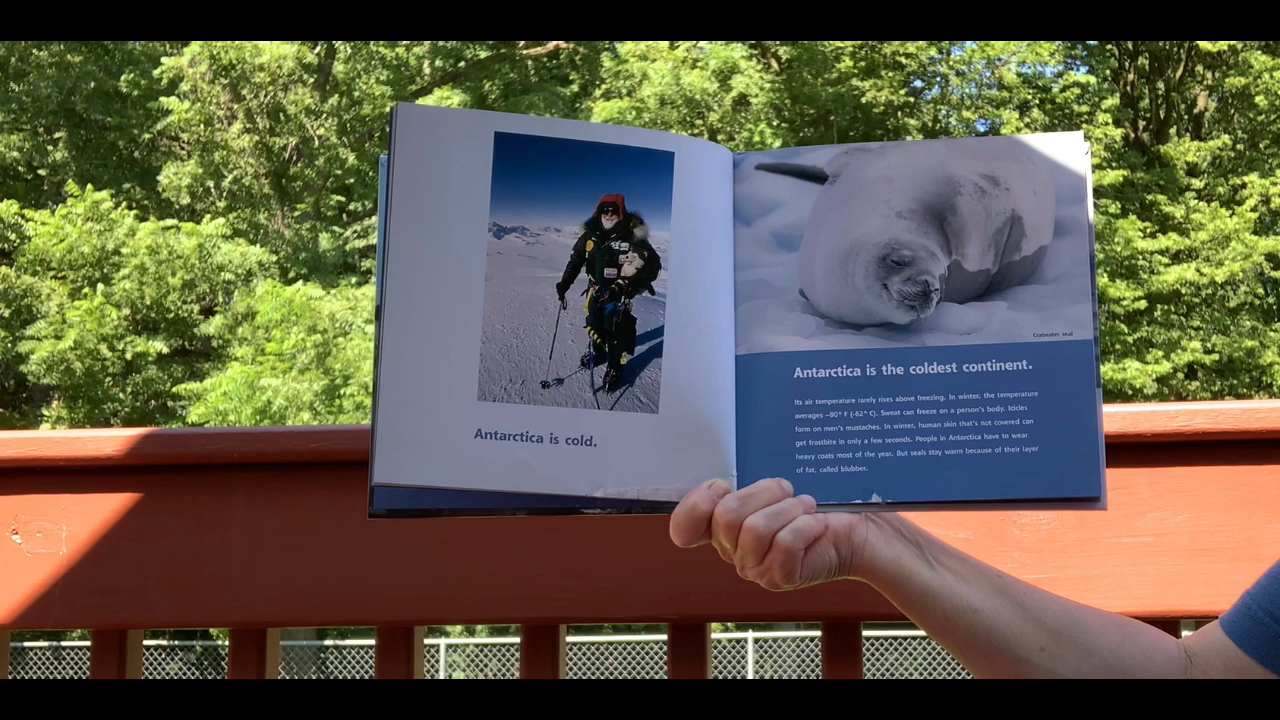 Antarctica is cold.
Crabeater seal
Antarctica is the coldest continent.
Its air temperature rarely rises above freezing. In winter, the temperature
averages –80° F (–62° C). Sweat can freeze on a person's body. Icicles
form on men's mustaches. In winter, human skin that's not covered can
get frostbite in only a few seconds. People in Antarctica have to wear
heavy coats most of the year. But seals stay warm because of their layer
of fat, called blubber.